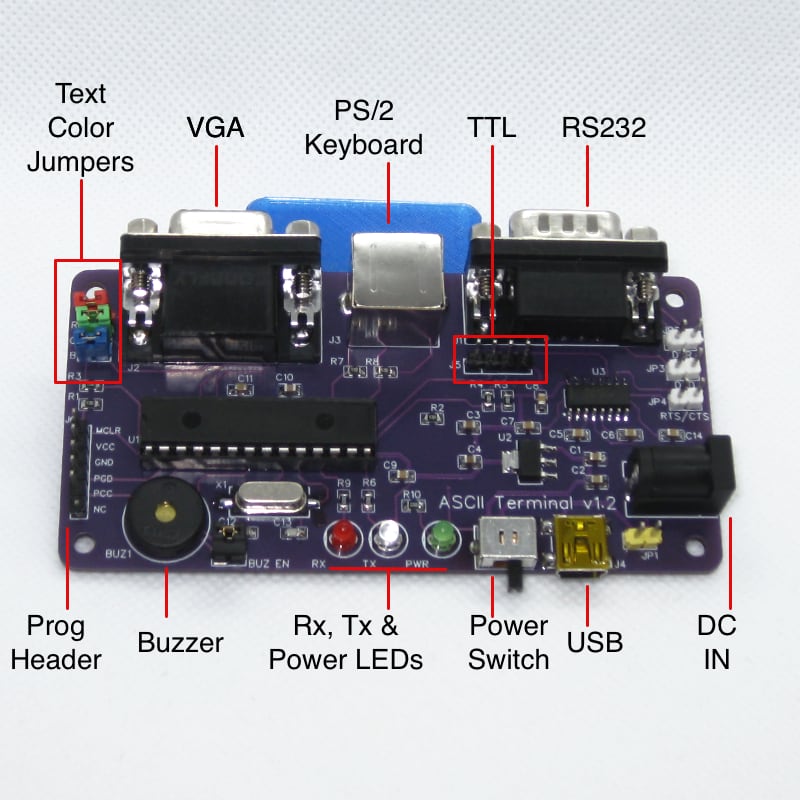 Text
Color
Jumpers
VGA
PS/2
Keyboard
TTL
RS232
J2
J3
R7
R8
J5
U3
JP3
JP4
RTS/CTS
R3
R1
C11
C10
R4
R5
C8
R2
C3
C7
C4
U2
C5
C6
C14
C1
C2
U1
MCLR
VCC
GND
PGD
PCC
NC
X1
C9
R9
R6
R10
ASCII Terminal v1.2
C12
C13
BUZ1
BUZ EN
RX
TX
PWR
J4
JP1
Prog
Header
Buzzer
Rx, Tx &
Power LEDs
Power
Switch
USB
DC
IN